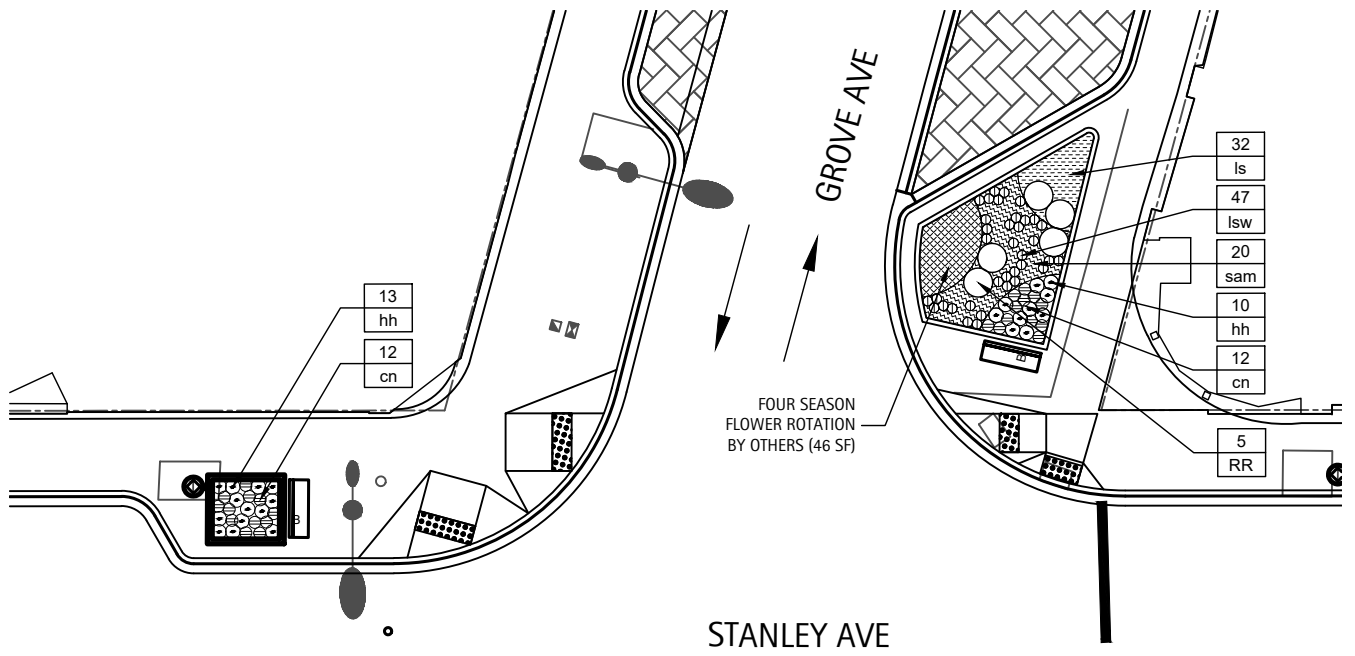 GROVE AVE
32
ls
47
lsw
20
sam
10
hh
12
cn
5
RR
13
hh
12
cn
FOUR SEASON
FLOWER ROTATION
BY OTHERS (46 SF)
B
B
STANLEY AVE